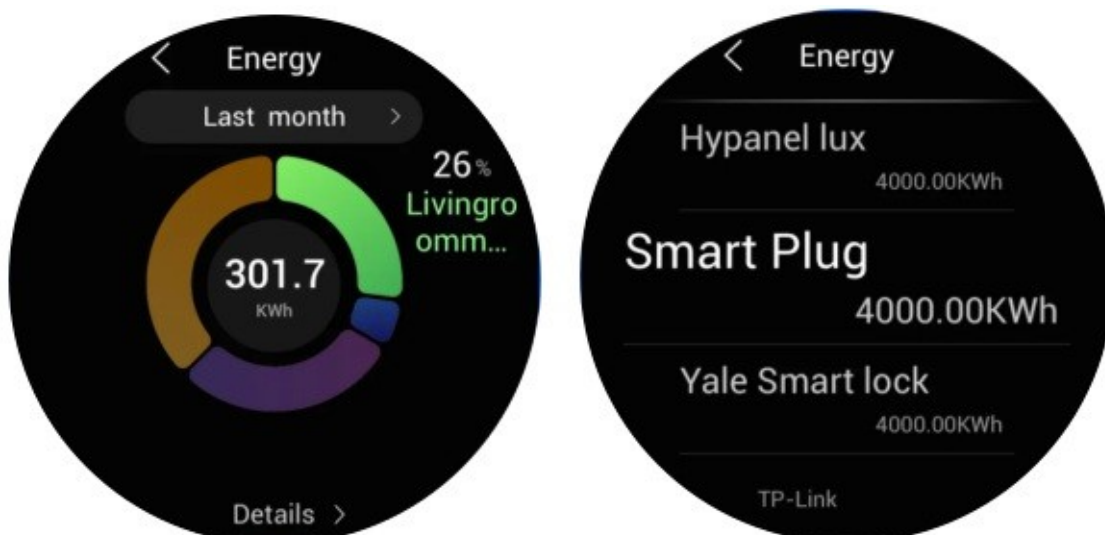 Energy
Last month
26%
Livingro
omm...
301.7
KWh
Details
Energy
Hypanel lux
4000.00KWh
Smart Plug
4000.00KWh
Yale Smart lock
4000.00KWh
TP-Link